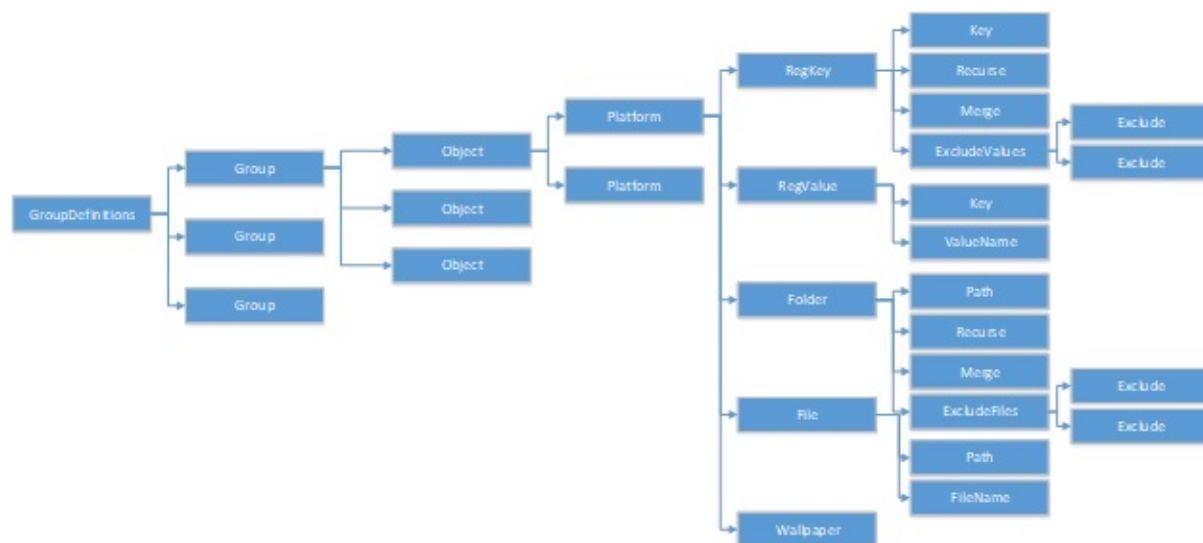 GroupDefinitions
Group
Group
Group
Object
Object
Object
Platform
Platform
RegKey
RegValue
Folder
File
Wallpaper
Key
Recurse
Merge
ExcludeValues
Key
ValueName
Path
Recurse
Merge
ExcludeFiles
Path
FileName
Exclude
Exclude
Exclude
Exclude